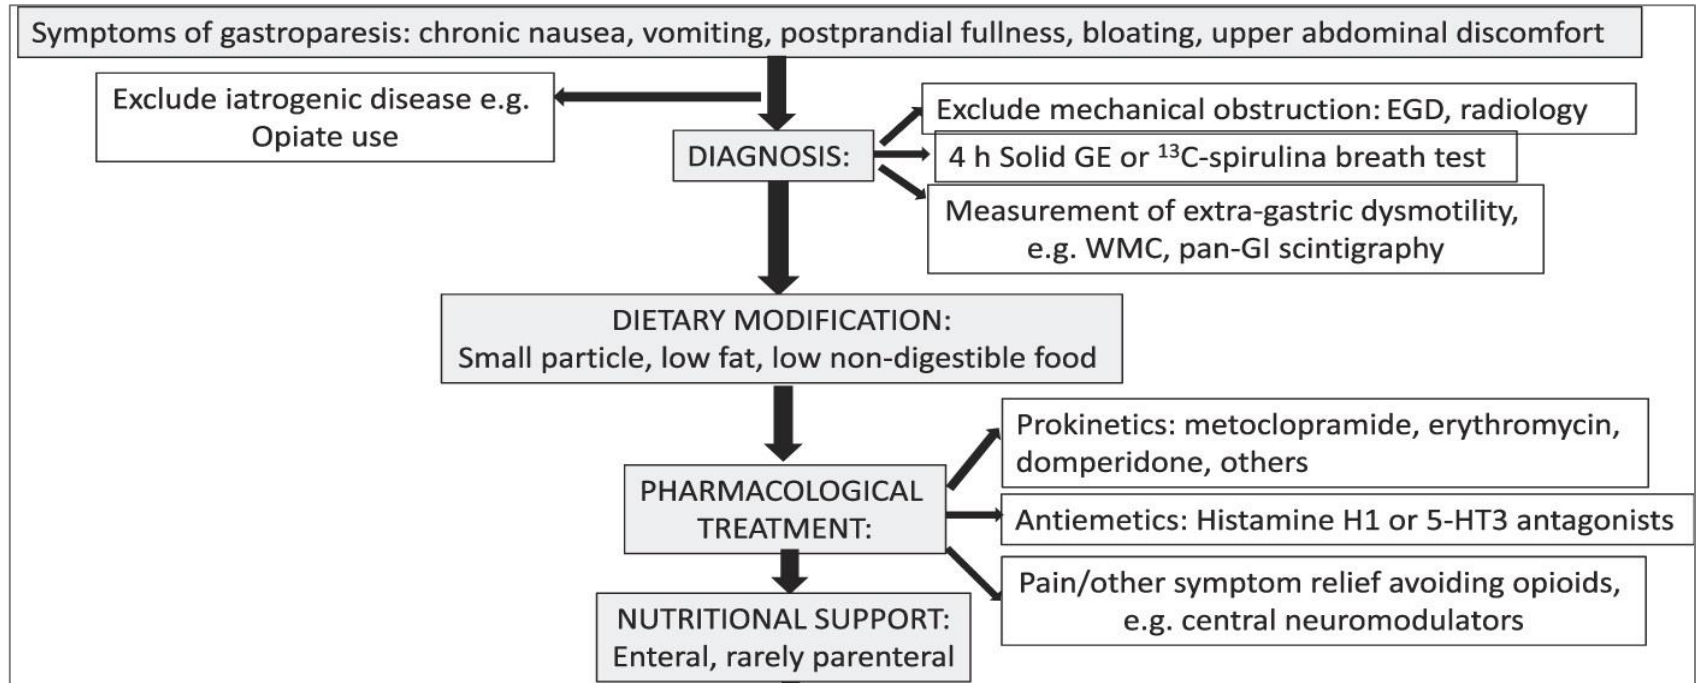 Symptoms of gastroparesis: chronic nausea, vomiting, postprandial fullness, bloating, upper abdominal discomfort
Exclude iatrogenic disease e.g.
Opiate use
DIAGNOSIS:
Exclude mechanical obstruction: EGD, radiology
4 h Solid GE or ¹³C-spirulina breath test
Measurement of extra-gastric dysmotility,
e.g. WMC, pan-GI scintigraphy
DIETARY MODIFICATION:
Small particle, low fat, low non-digestible food
PHARMACOLOGICAL
TREATMENT:
Prokinetics: metoclopramide, erythromycin,
domperidone, others
Antiemetics: Histamine H1 or 5-HT3 antagonists
Pain/other symptom relief avoiding opioids,
e.g. central neuromodulators
NUTRITIONAL SUPPORT:
Enteral, rarely parenteral